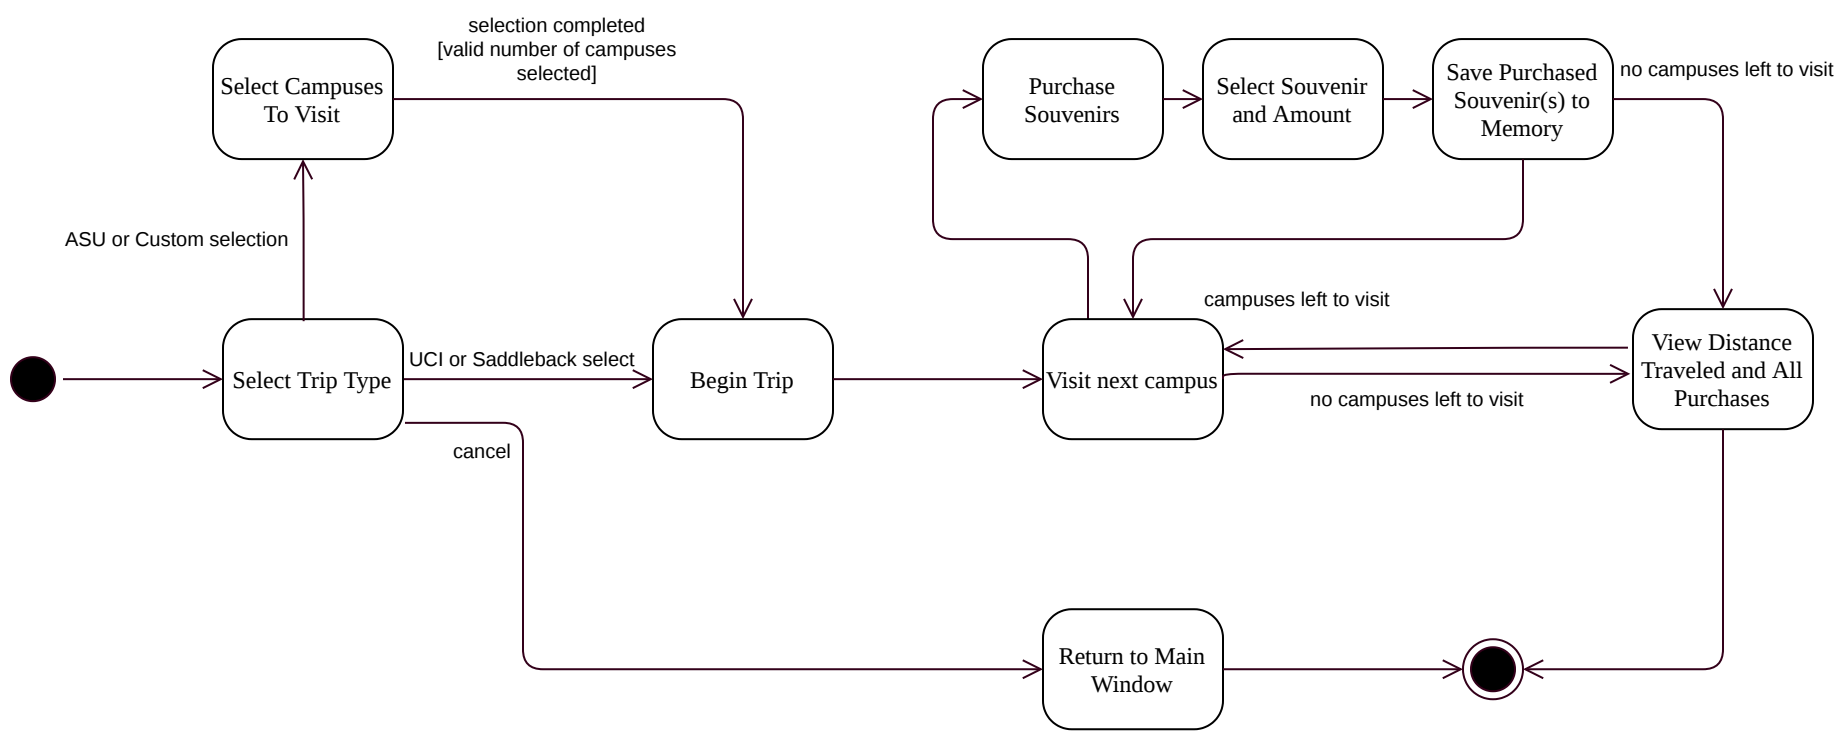 selection completed
[valid number of campuses
selected]
Select Campuses
To Visit
Purchase
Souvenirs
Select Souvenir
and Amount
Save Purchased
Souvenir(s) to
Memory
no campuses left to visit
ASU or Custom selection
campuses left to visit
Select Trip Type
UCI or Saddleback select
Begin Trip
Visit next campus
View Distance
Traveled and All
Purchases
no campuses left to visit
cancel
Return to Main
Window